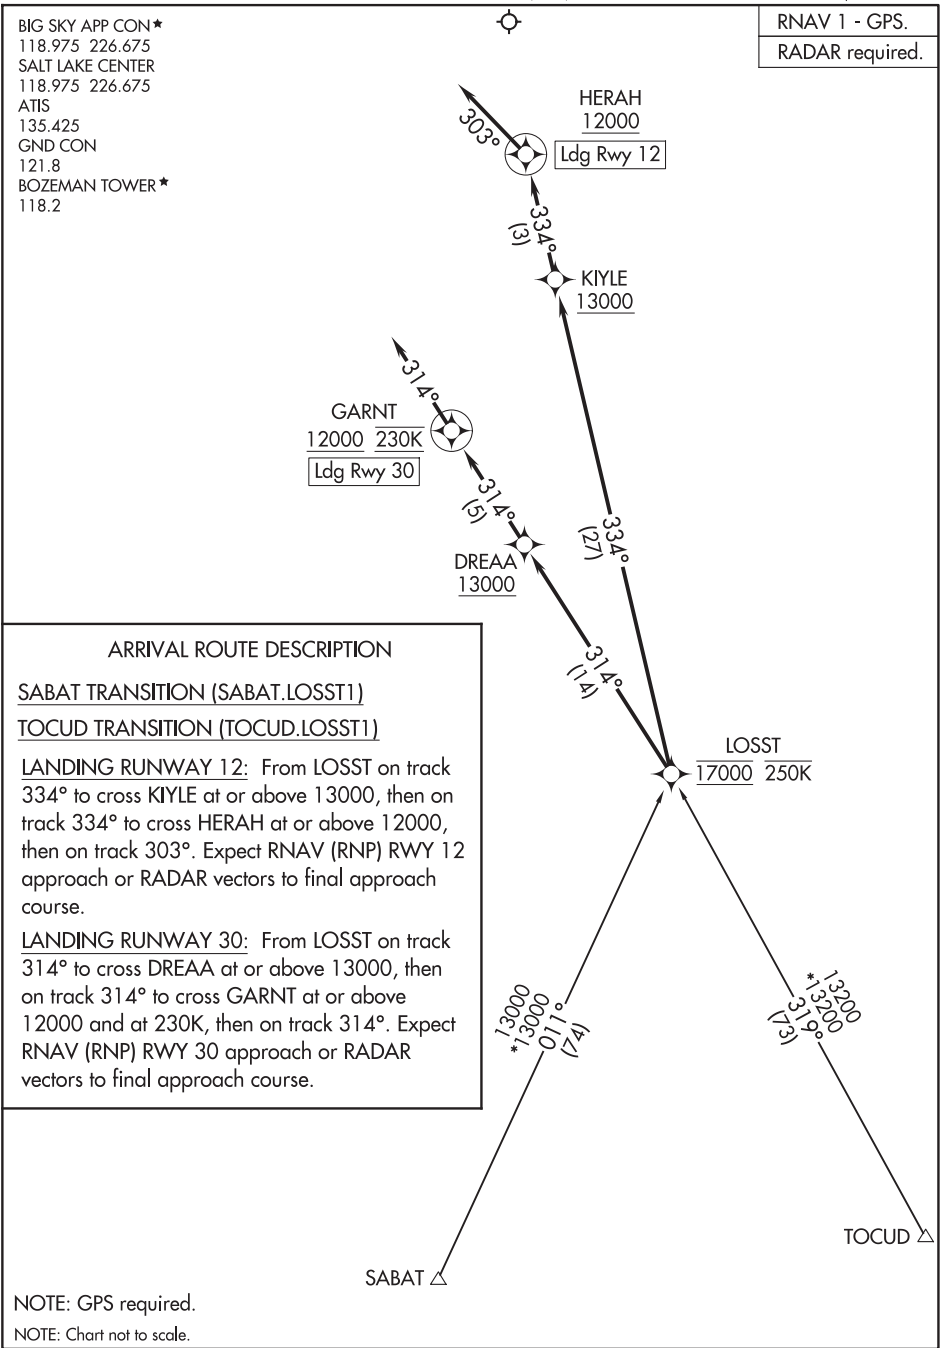 BIG SKY APP CON★
118.975 226.675
SALT LAKE CENTER
118.975 226.675
ATIS
135.425
GND CON
121.8
BOZEMAN TOWER★
118.2
RNAV 1 - GPS.
RADAR required.
HERAH
12000
Ldg Rwy 12
303°
334°
(3)
KIYLE
13000
314°
GARNT
12000 230K
Ldg Rwy 30
314°
(5)
DREAA
13000
334°
(27)
314°
(14)
LOSST
17000 250K
ARRIVAL ROUTE DESCRIPTION
SABAT TRANSITION (SABAT.LOSST1)
TOCUD TRANSITION (TOCUD.LOSST1)
LANDING RUNWAY 12: From LOSST on track
334° to cross KIYLE at or above 13000, then on
track 334° to cross HERAH at or above 12000,
then on track 303°. Expect RNAV (RNP) RWY 12
approach or RADAR vectors to final approach
course.
LANDING RUNWAY 30: From LOSST on track
314° to cross DREAA at or above 13000, then
on track 314° to cross GARNT at or above
12000 and at 230K, then on track 314°. Expect
RNAV (RNP) RWY 30 approach or RADAR
vectors to final approach course.
13000
*13000
011°
(74)
13200
*13200
319°
(73)
TOCUD
SABAT
NOTE: GPS required.
NOTE: Chart not to scale.